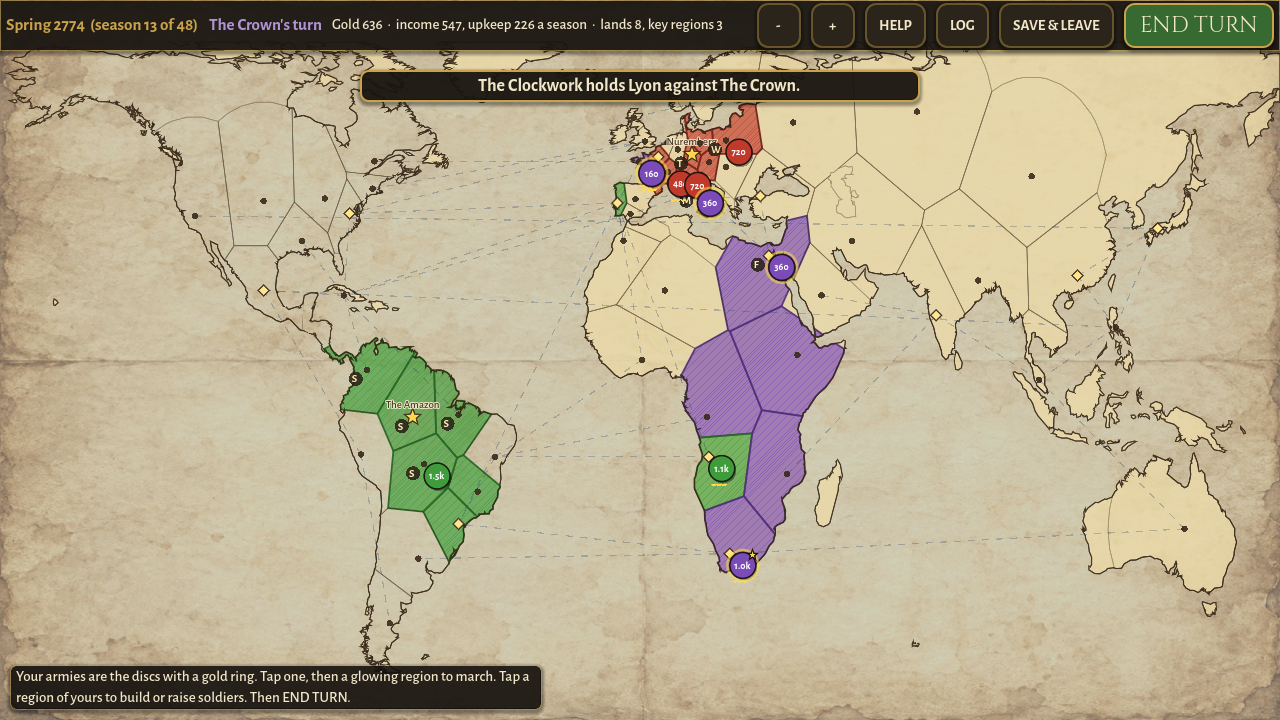 Spring 2774 (season 13 of 48) The Crown's turn Gold 636 · income 547, upkeep 226 a season · lands 8, key regions 3 - + HELP LOG SAVE & LEAVE END TURN
The Clockwork holds Lyon against The Crown.
Nuremberg
W
720
T
160
480
720
M
360
F
360
S
The Amazon
S
S
S
1.5k
1.1k
1.0k
Your armies are the discs with a gold ring. Tap one, then a glowing region to march. Tap a
region of yours to build or raise soldiers. Then END TURN.